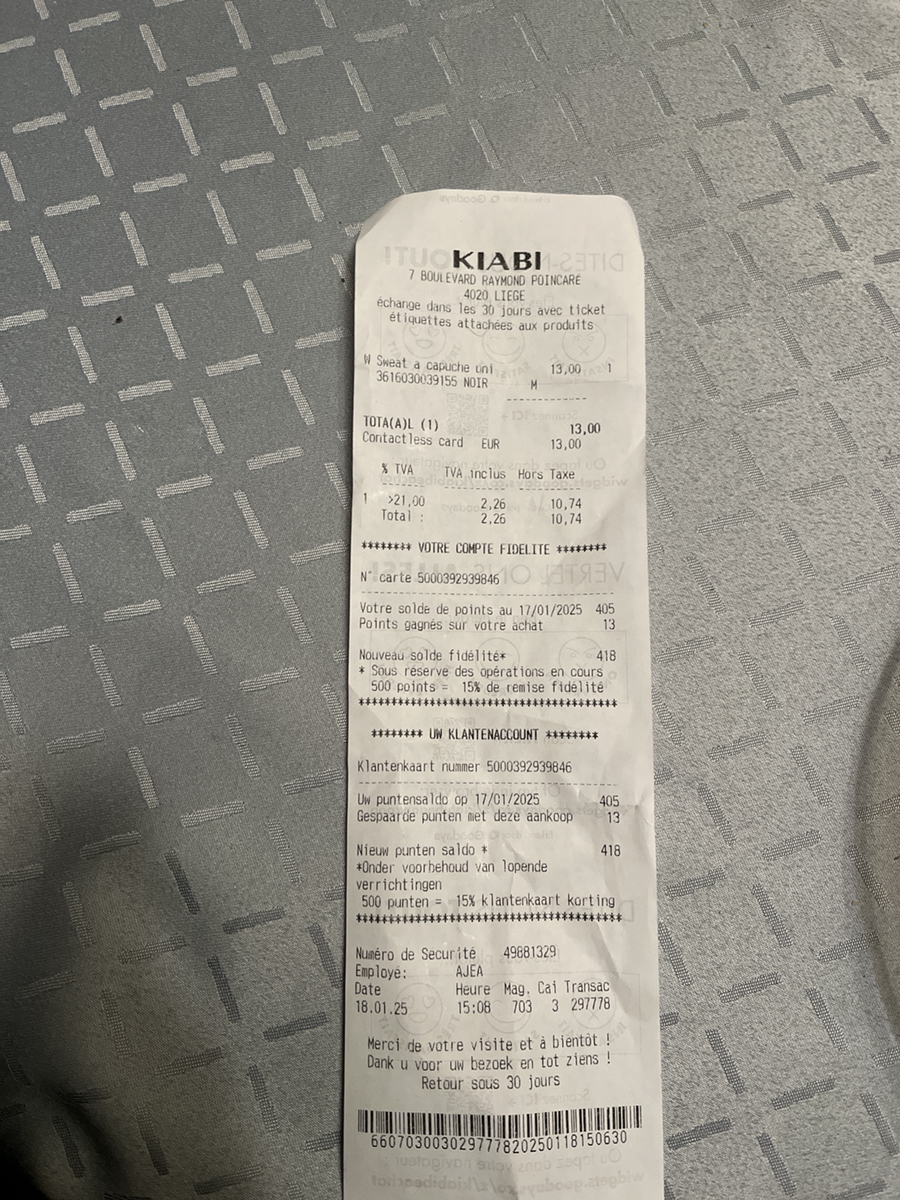 KIABI
7 BOULEVARD RAYMOND POINCARÉ
4020 LIEGE
échange dans les 30 jours avec ticket
étiquettes attachées aux produits
W Sweat a capuche uni 13,00 1
3616030039155 NOIR M
TOTA(A)L (1) 13,00
Contactless card EUR 13,00
% TVA TVA inclus Hors Taxe
1 >21,00 2,26 10,74
Total : 2,26 10,74
******** VOTRE COMPTE FIDELITE ********
N° carte 5000392939846
Votre solde de points au 17/01/2025 405
Points gagnés sur votre achat 13
Nouveau solde fidélité* 418
* Sous réserve des opérations en cours
500 points = 15% de remise fidélité
******************************************
******** UW KLANTENACCOUNT ********
Klantenkaart nummer 5000392939846
Uw puntensaldo op 17/01/2025 405
Gespaarde punten met deze aankoop 13
Nieuw punten saldo * 418
*Onder voorbehoud van lopende
verrichtingen
500 punten = 15% klantenkaart korting
******************************************
Numéro de Securité 49881329
Employé: AJEA
Date Heure Mag. Cai Transac
18.01.25 15:08 703 3 297778
Merci de votre visite et à bientôt !
Dank u voor uw bezoek en tot ziens !
Retour sous 30 jours
660703003029777820250118150630